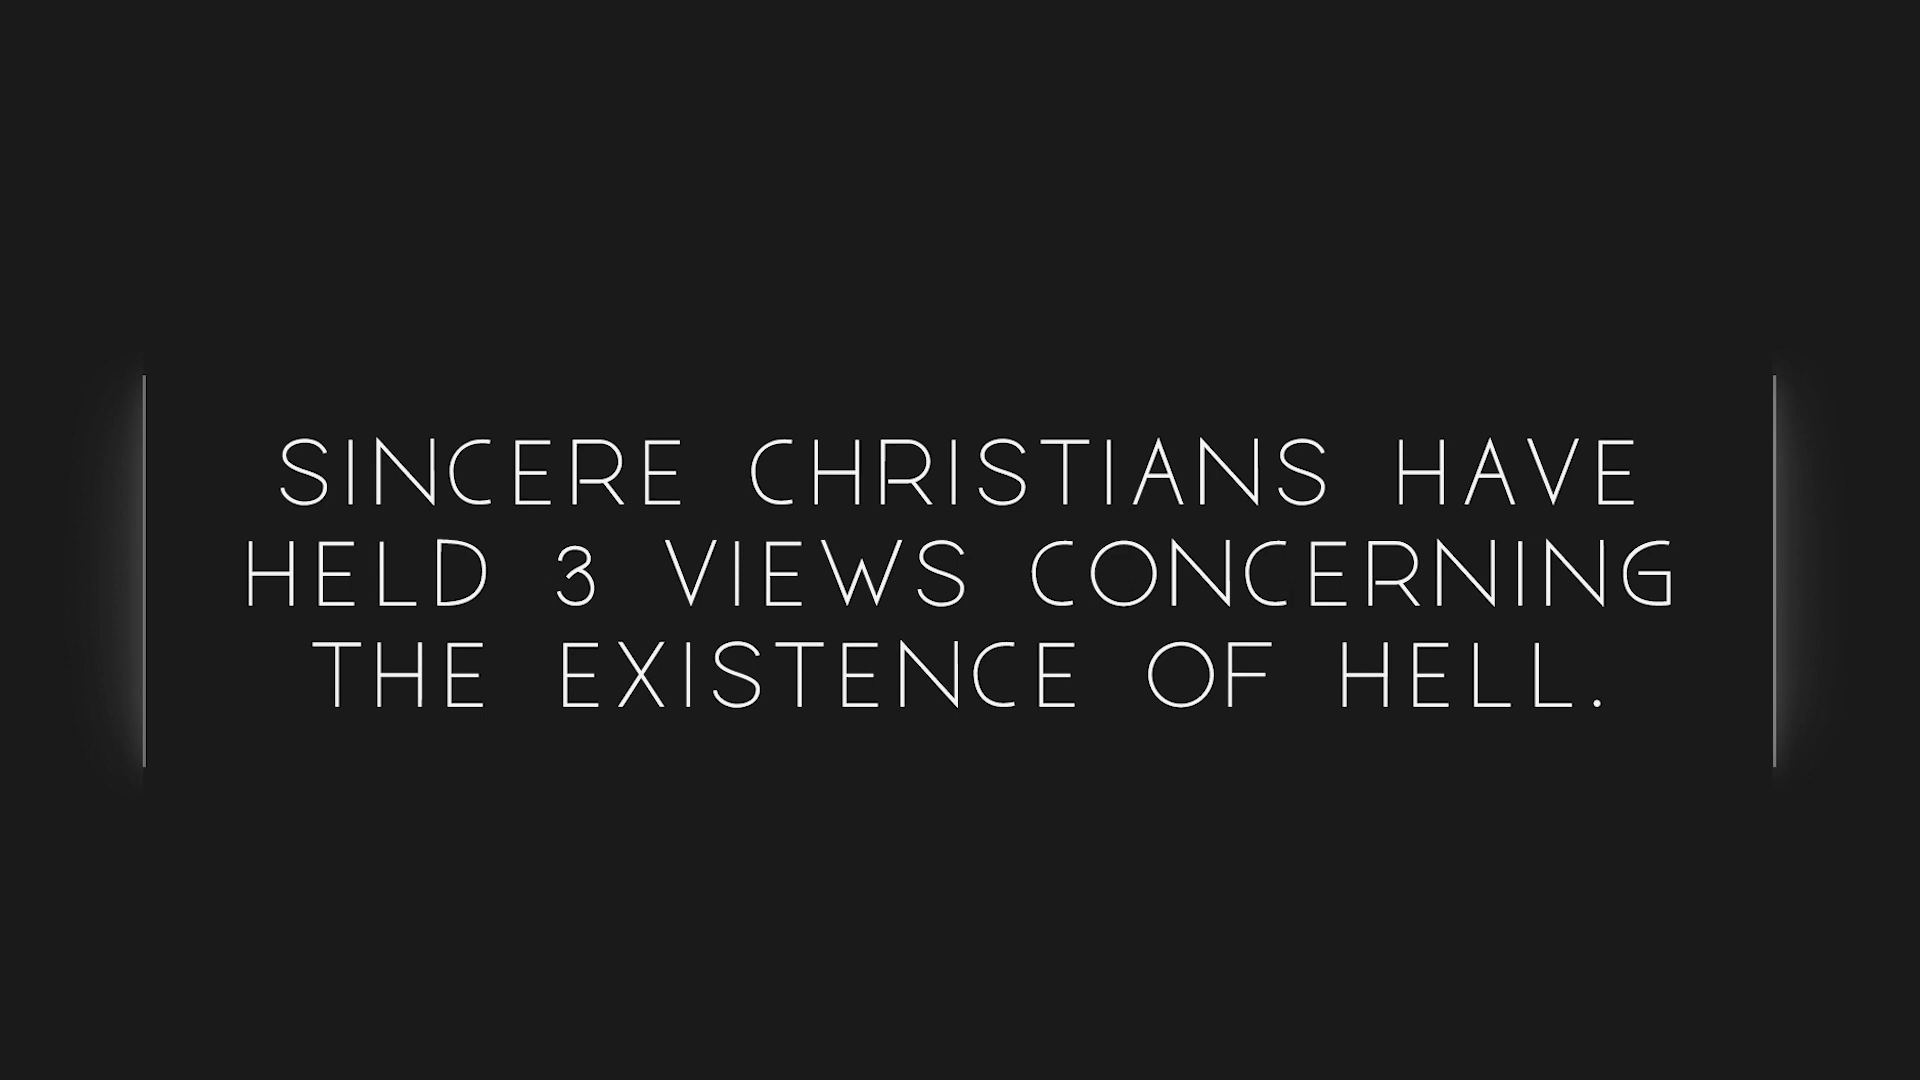 SINCERE CHRISTIANS HAVE
HELD 3 VIEWS CONCERNING
THE EXISTENCE OF HELL.